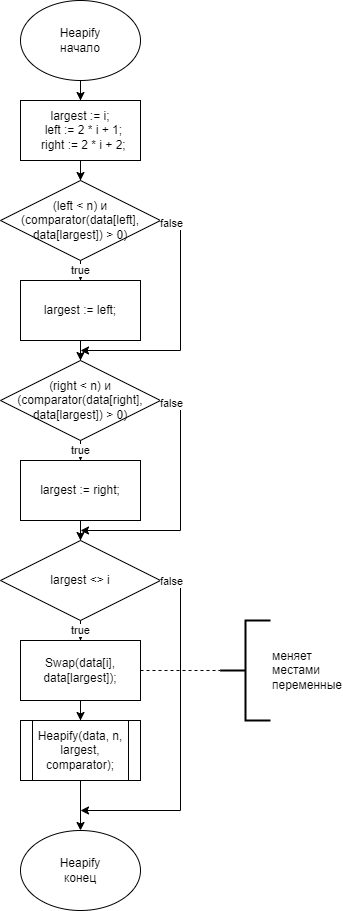 Heapify
начало
largest := i;
left := 2 * i + 1;
right := 2 * i + 2;
(left < n) и
(comparator(data[left],
data[largest]) > 0)
false
true
largest := left;
(right < n) и
(comparator(data[right],
data[largest]) > 0)
false
true
largest := right;
largest <> i
false
true
Swap(data[i],
data[largest]);
меняет
местами
переменные
Heapify(data, n,
largest,
comparator);
Heapify
конец